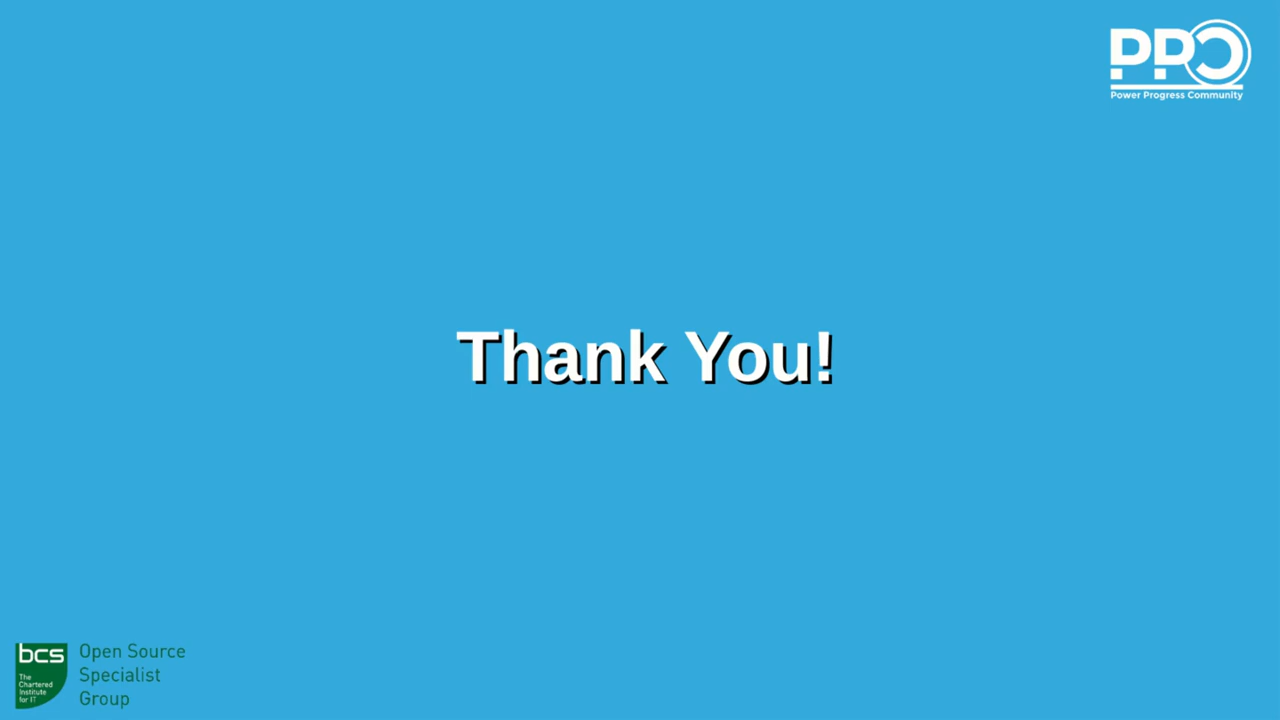 PPC
Power Progress Community
Thank You!
bcs
The
Chartered
Institute
for IT
Open Source
Specialist
Group